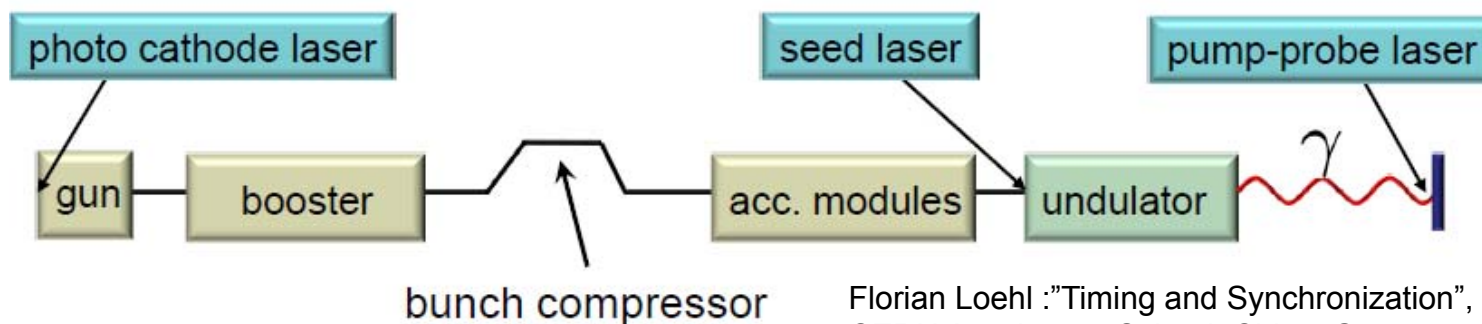 photo cathode laser
seed laser
pump-probe laser
gun
booster
acc. modules
undulator
γ
bunch compressor
Florian Loehl :”Timing and Synchronization”,